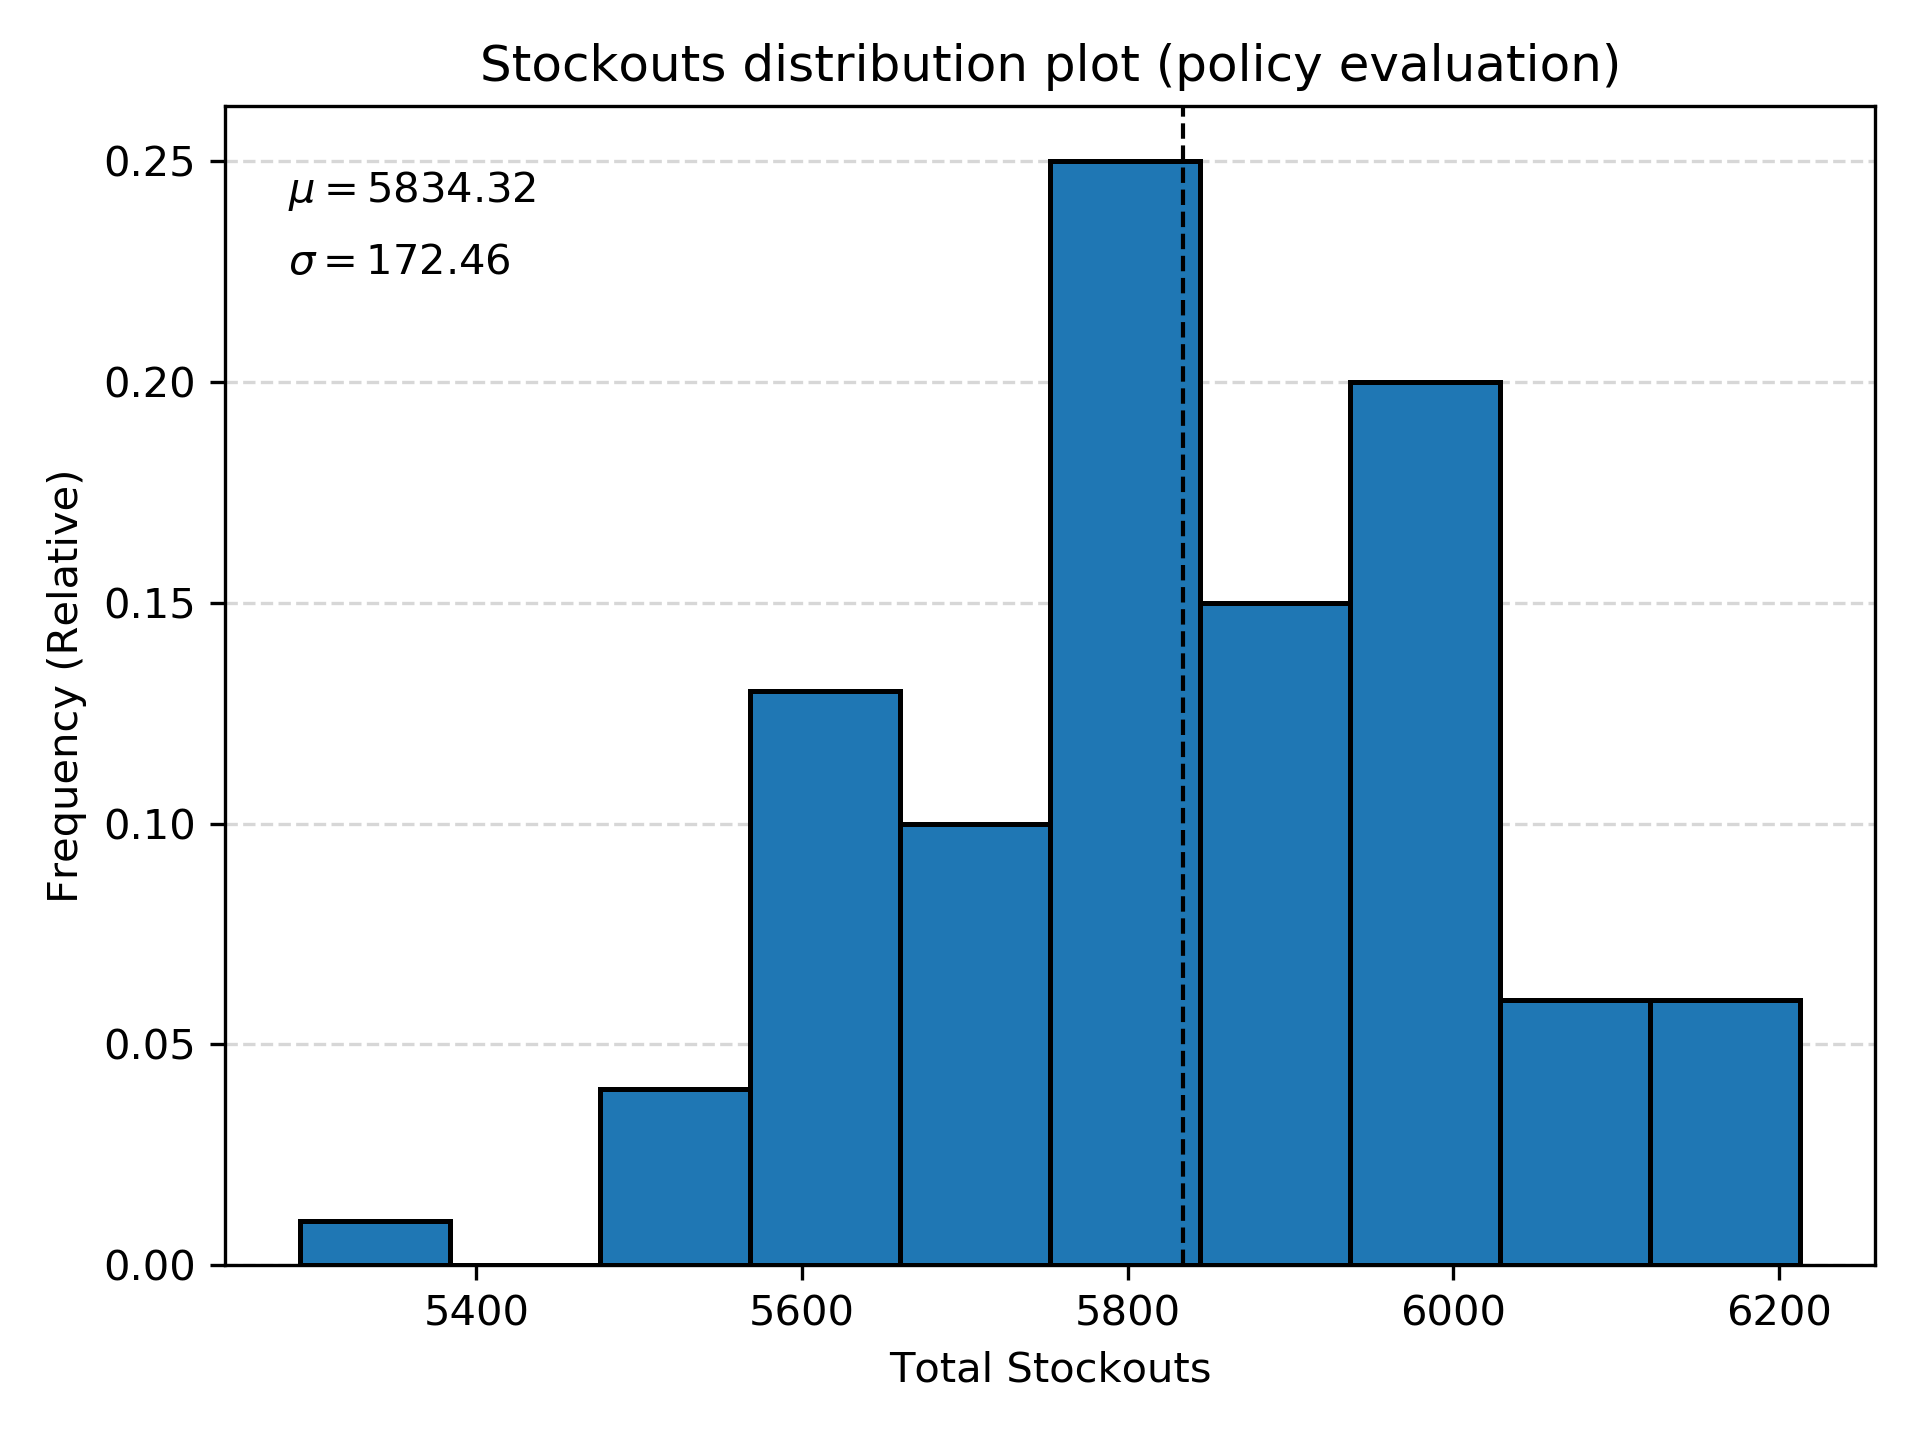 Stockouts distribution plot (policy evaluation)
0.25
μ = 5834.32
σ = 172.46
0.20
0.15
0.10
0.05
0.00
Frequency (Relative)
5400 5600 5800 6000 6200
Total Stockouts